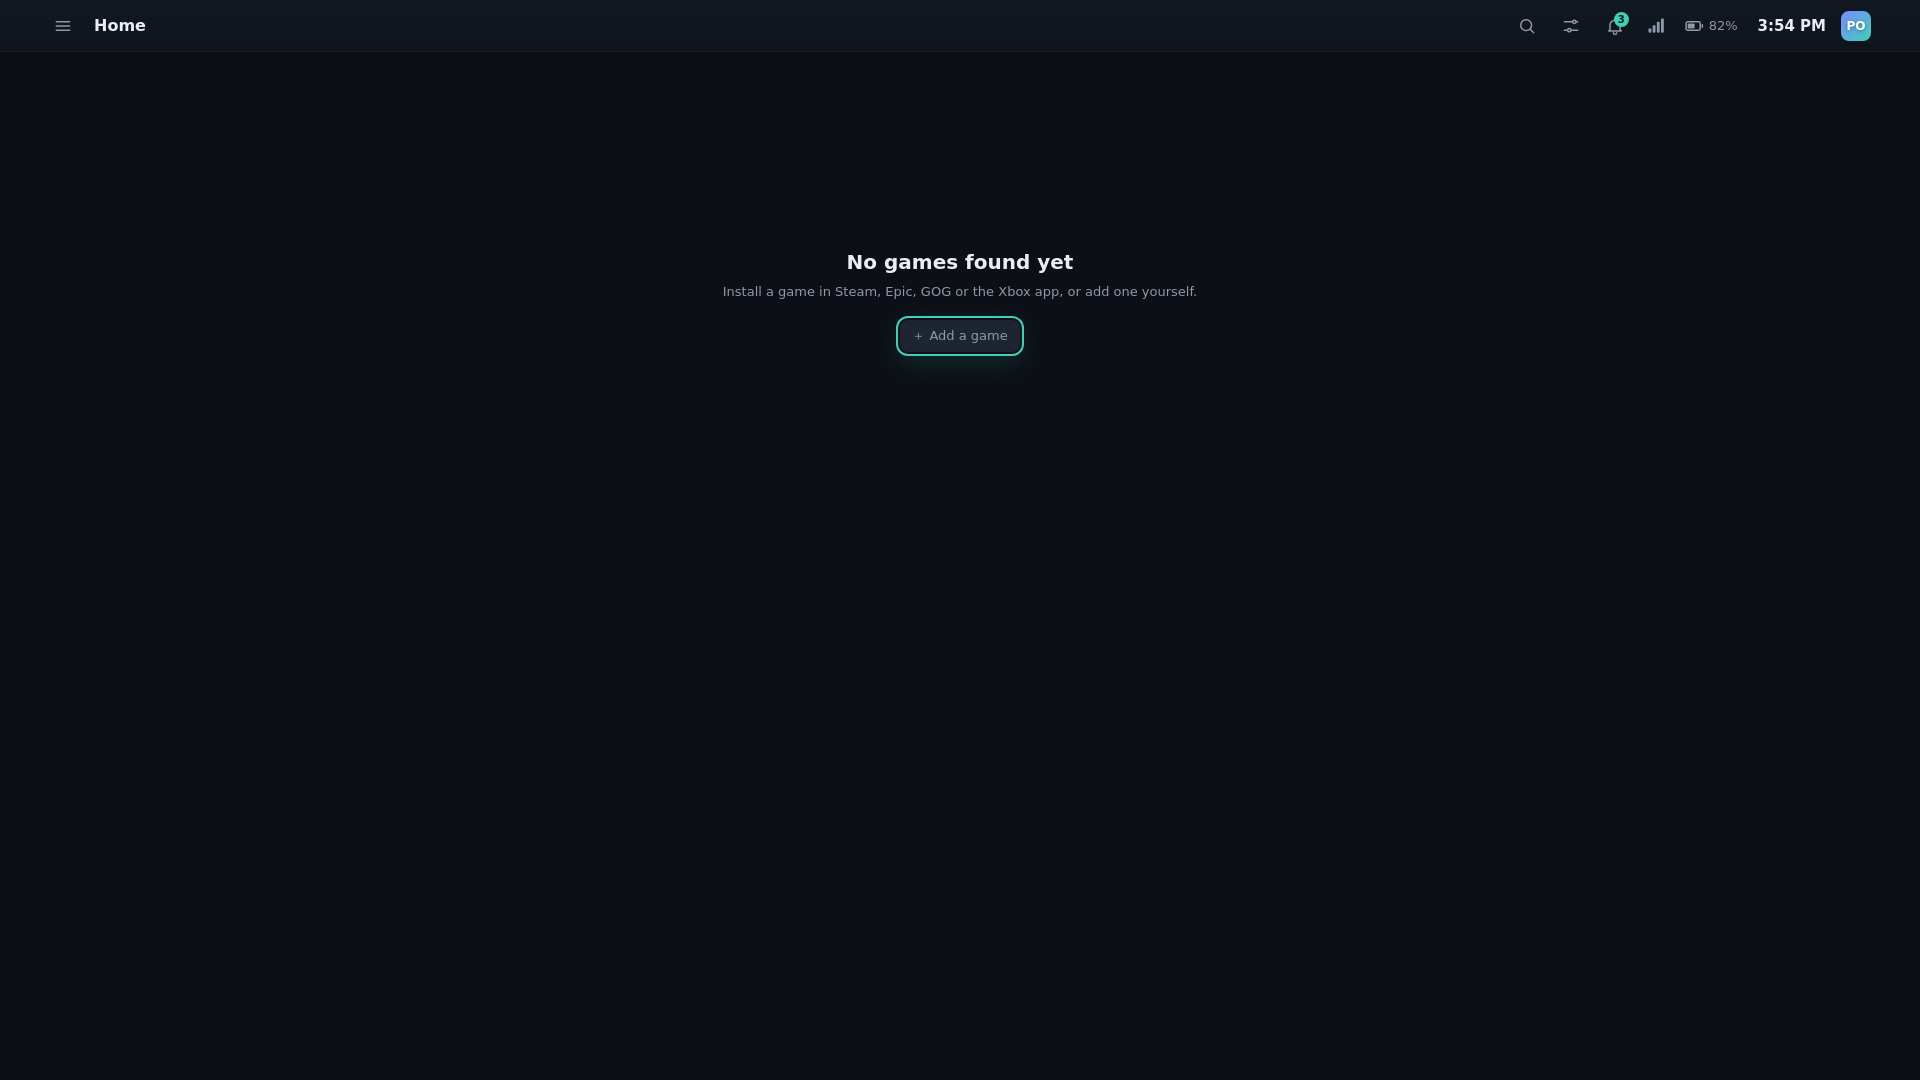 Home
3
82%
3:54 PM
PO
No games found yet
Install a game in Steam, Epic, GOG or the Xbox app, or add one yourself.
+ Add a game